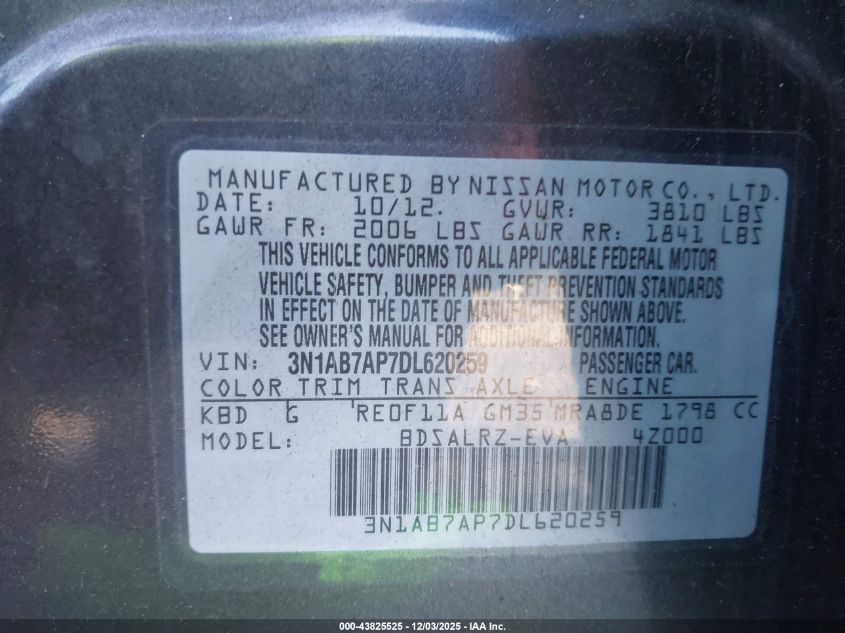 MANUFACTURED BY NISSAN MOTOR CO., LTD.
DATE: 10/12. GVWR: 3810 LBS
GAWR FR: 2006 LBS GAWR RR: 1841 LBS
THIS VEHICLE CONFORMS TO ALL APPLICABLE FEDERAL MOTOR
VEHICLE SAFETY, BUMPER AND THEFT PREVENTION STANDARDS
IN EFFECT ON THE DATE OF MANUFACTURE SHOWN ABOVE.
SEE OWNER'S MANUAL FOR ADDITIONAL INFORMATION.
VIN: 3N1AB7AP7DL620259 PASSENGER CAR.
COLOR TRIM TRANS AXLE ENGINE
KBD G RE0F11A GM35 MRA8DE 1798 CC
MODEL: BDSALRZ-EVA 4Z000
3N1AB7AP7DL620259
000-43825525 - 12/03/2025 - IAA Inc.